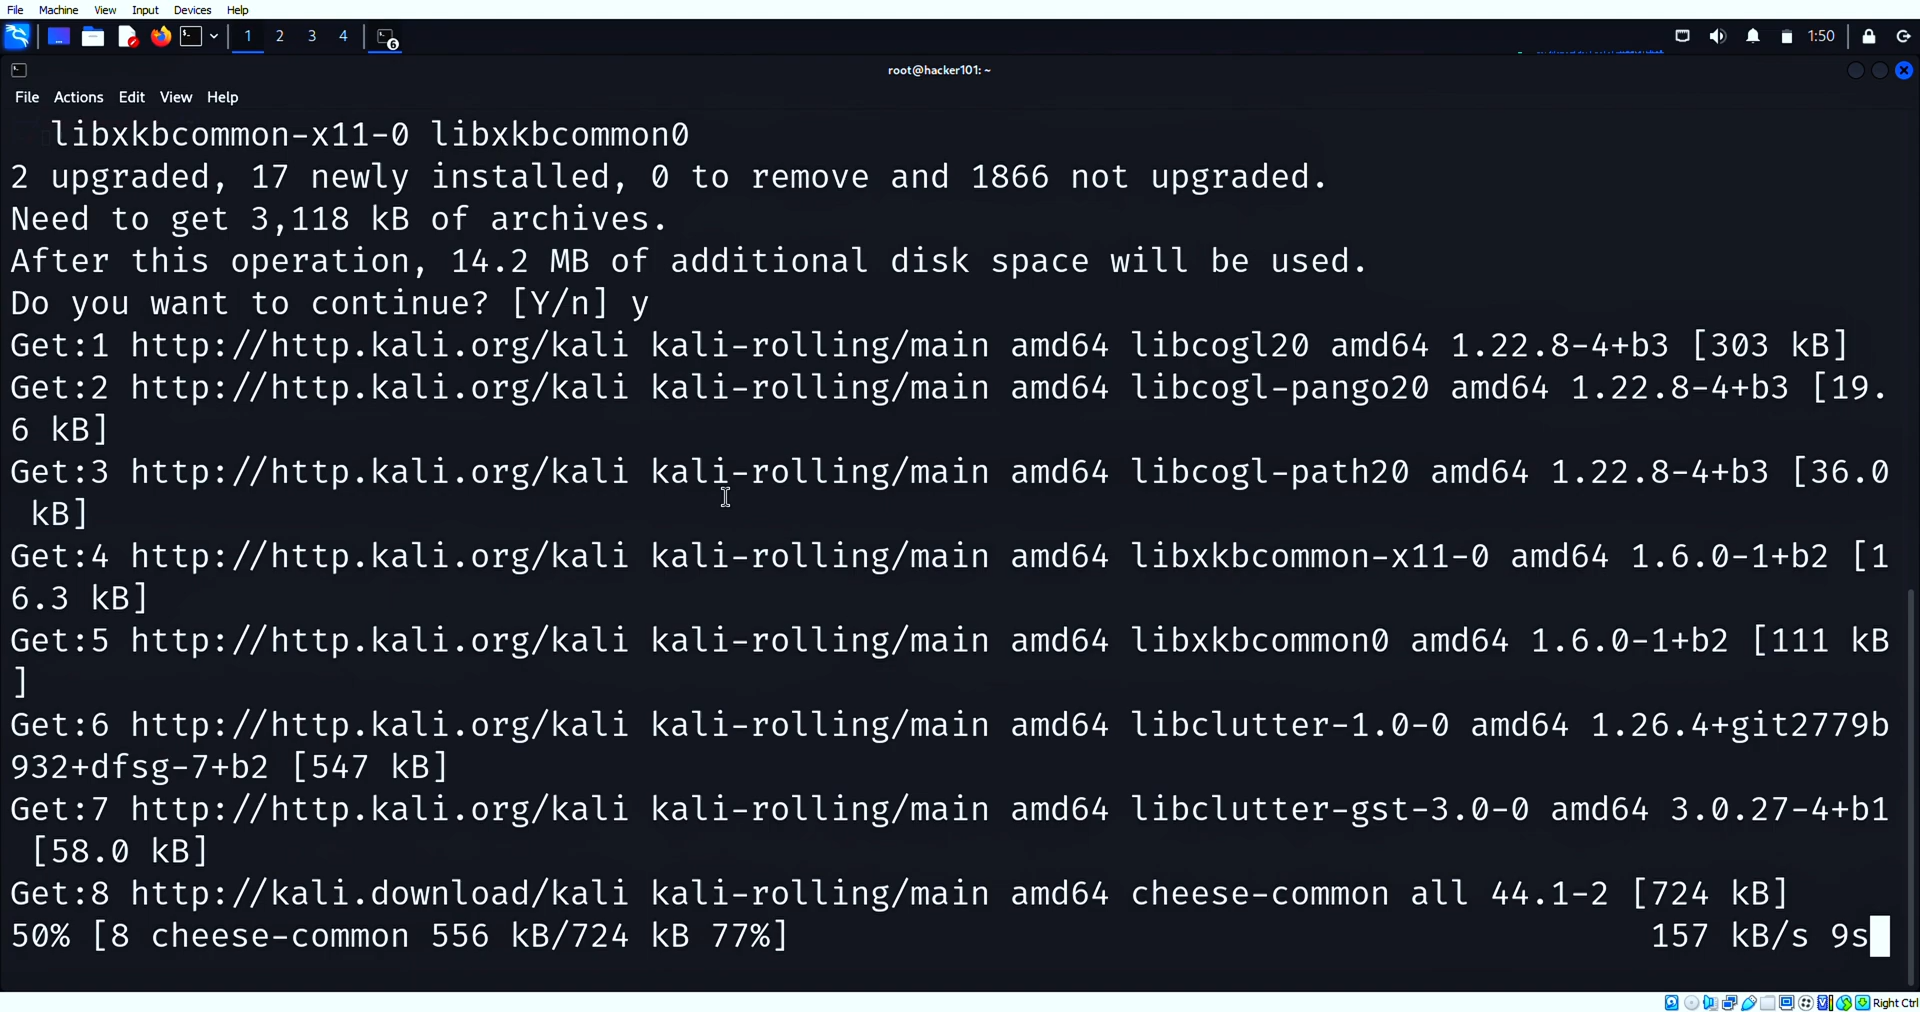 File Machine View Input Devices Help
1 2 3 4 6 1:50
root@hacker101: ~
File Actions Edit View Help
libxkbcommon-x11-0 libxkbcommon0
2 upgraded, 17 newly installed, 0 to remove and 1866 not upgraded.
Need to get 3,118 kB of archives.
After this operation, 14.2 MB of additional disk space will be used.
Do you want to continue? [Y/n] y
Get:1 http://http.kali.org/kali kali-rolling/main amd64 libcogl20 amd64 1.22.8-4+b3 [303 kB]
Get:2 http://http.kali.org/kali kali-rolling/main amd64 libcogl-pango20 amd64 1.22.8-4+b3 [19.
6 kB]
Get:3 http://http.kali.org/kali kali-rolling/main amd64 libcogl-path20 amd64 1.22.8-4+b3 [36.0
kB]
Get:4 http://http.kali.org/kali kali-rolling/main amd64 libxkbcommon-x11-0 amd64 1.6.0-1+b2 [1
6.3 kB]
Get:5 http://http.kali.org/kali kali-rolling/main amd64 libxkbcommon0 amd64 1.6.0-1+b2 [111 kB
]
Get:6 http://http.kali.org/kali kali-rolling/main amd64 libclutter-1.0-0 amd64 1.26.4+git2779b
932+dfsg-7+b2 [547 kB]
Get:7 http://http.kali.org/kali kali-rolling/main amd64 libclutter-gst-3.0-0 amd64 3.0.27-4+b1
[58.0 kB]
Get:8 http://kali.download/kali kali-rolling/main amd64 cheese-common all 44.1-2 [724 kB]
50% [8 cheese-common 556 kB/724 kB 77%] 157 kB/s 9s
Right Ctrl